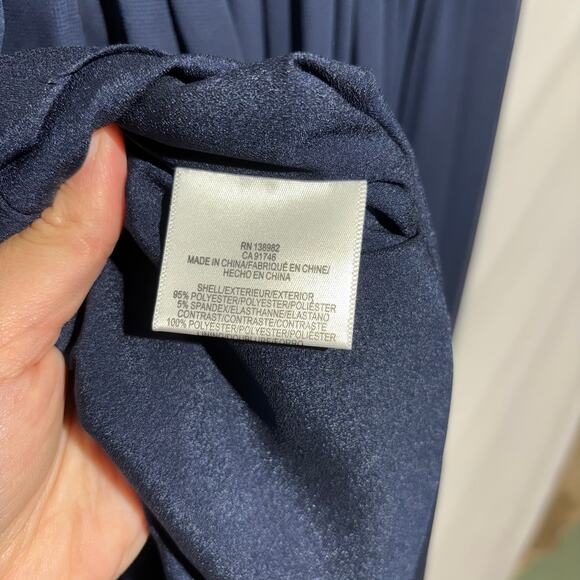 RN 138982
CA 91746
MADE IN CHINA/FABRIQUÉ EN CHINE/
HECHO EN CHINA
SHELL/EXTERIEUR/EXTERIOR
95% POLYESTER/POLYESTER/POLIÉSTER
5% SPANDEX/ELASTHANNE/ELASTANO
CONTRAST/CONTRASTE/CONTRASTE
100% POLYESTER/POLYESTER/POLIÉSTER